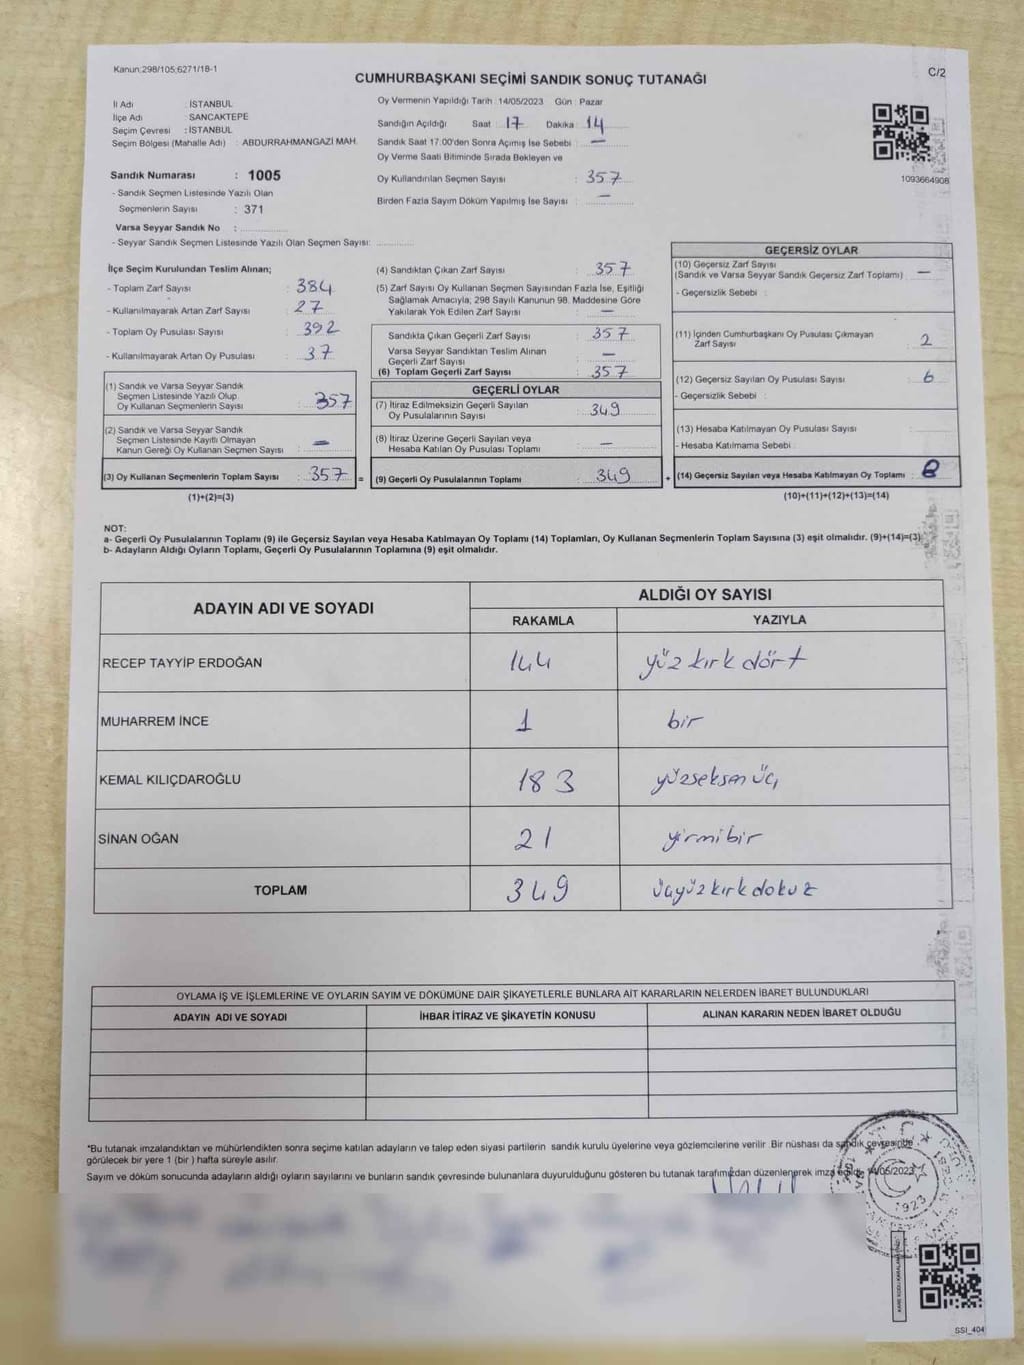 Kanun:298/105;6271/18-1
C/2
CUMHURBAŞKANI SEÇİMİ SANDIK SONUÇ TUTANAĞI
İl Adı : İSTANBUL
İlçe Adı SANCAKTEPE
Seçim Çevresi : İSTANBUL
Seçim Bölgesi (Mahalle Adı) : ABDURRAHMANGAZİ MAH.
Sandık Numarası : 1005
- Sandık Seçmen Listesinde Yazılı Olan
Seçmenlerin Sayısı : 371
Varsa Seyyar Sandık No :
- Seyyar Sandık Seçmen Listesinde Yazılı Olan Seçmen Sayısı:
Oy Vermenin Yapıldığı Tarih : 14/05/2023 Gün : Pazar
Sandığın Açıldığı Saat : 17 Dakika : 14
Sandık Saat 17.00'den Sonra Açımış İse Sebebi : —
Oy Verme Saati Bitiminde Sırada Bekleyen ve
Oy Kullandırılan Seçmen Sayısı : 357
Birden Fazla Sayım Döküm Yapılmış İse Sayısı : —
1093664908
İlçe Seçim Kurulundan Teslim Alınan;
- Toplam Zarf Sayısı : 384
- Kullanılmayarak Artan Zarf Sayısı : 27
- Toplam Oy Pusulası Sayısı : 392
- Kullanılmayarak Artan Oy Pusulası : 37
(1) Sandık ve Varsa Seyyar Sandık
Seçmen Listesinde Yazılı Olup
Oy Kullanan Seçmenlerin Sayısı : 357
(2) Sandık ve Varsa Seyyar Sandık
Seçmen Listesinde Kayıtlı Olmayan
Kanun Gereği Oy Kullanan Seçmen Sayısı : —
(3) Oy Kullanan Seçmenlerin Toplam Sayısı : 357 =
(1)+(2)=(3)
(4) Sandıktan Çıkan Zarf Sayısı : 357
(5) Zarf Sayısı Oy Kullanan Seçmen Sayısından Fazla İse, Eşitliği
Sağlamak Amacıyla; 298 Sayılı Kanunun 98. Maddesine Göre
Yakılarak Yok Edilen Zarf Sayısı : —
Sandıkta Çıkan Geçerli Zarf Sayısı : 357
Varsa Seyyar Sandıktan Teslim Alınan
Geçerli Zarf Sayısı : —
(6) Toplam Geçerli Zarf Sayısı : 357
GEÇERLİ OYLAR
(7) İtiraz Edilmeksizin Geçerli Sayılan
Oy Pusulalarının Sayısı : 349
(8) İtiraz Üzerine Geçerli Sayılan veya
Hesaba Katılan Oy Pusulası Toplamı : —
(9) Geçerli Oy Pusulalarının Toplamı : 349 +
GEÇERSİZ OYLAR
(10) Geçersiz Zarf Sayısı
(Sandık ve Varsa Seyyar Sandık Geçersiz Zarf Toplamı) : —
- Geçersizlik Sebebi :
(11) İçinden Cumhurbaşkanı Oy Pusulası Çıkmayan
Zarf Sayısı : 2
(12) Geçersiz Sayılan Oy Pusulası Sayısı : 6
- Geçersizlik Sebebi :
(13) Hesaba Katılmayan Oy Pusulası Sayısı :
- Hesaba Katılmama Sebebi :
(14) Geçersiz Sayılan veya Hesaba Katılmayan Oy Toplamı : 8
(10)+(11)+(12)+(13)=(14)
NOT:
a- Geçerli Oy Pusulalarının Toplamı (9) ile Geçersiz Sayılan veya Hesaba Katılmayan Oy Toplamı (14) Toplamları, Oy Kullanan Seçmenlerin Toplam Sayısına (3) eşit olmalıdır. (9)+(14)=(3)
b- Adayların Aldığı Oyların Toplamı, Geçerli Oy Pusulalarının Toplamına (9) eşit olmalıdır.
ADAYIN ADI VE SOYADI
ALDIĞI OY SAYISI
RAKAMLA YAZIYLA
RECEP TAYYİP ERDOĞAN 144 yüz kırk dört
MUHARREM İNCE 1 bir
KEMAL KILIÇDAROĞLU 183 yüzseksen üç
SİNAN OĞAN 21 yirmibir
TOPLAM 349 üçyüzkırkdokuz
OYLAMA İŞ VE İŞLEMLERİNE VE OYLARIN SAYIM VE DÖKÜMÜNE DAİR ŞİKAYETLERLE BUNLARA AİT KARARLARIN NELERDEN İBARET BULUNDUKLARI
ADAYIN ADI VE SOYADI İHBAR İTİRAZ VE ŞİKAYETİN KONUSU ALINAN KARARIN NEDEN İBARET OLDUĞU
*Bu tutanak imzalandıktan ve mühürlendikten sonra seçime katılan adayların ve talep eden siyasi partilerin sandık kurulu üyelerine veya gözlemcilerine verilir. Bir nüshası da sandık çevresinde
görülecek bir yere 1 (bir ) hafta süreyle asılır.
Sayım ve döküm sonucunda adayların aldığı oyların sayılarını ve bunların sandık çevresinde bulunanlara duyurulduğunu gösteren bu tutanak tarafımızdan düzenlenerek imza edildi. 14/05/2023
1923
SSI_404